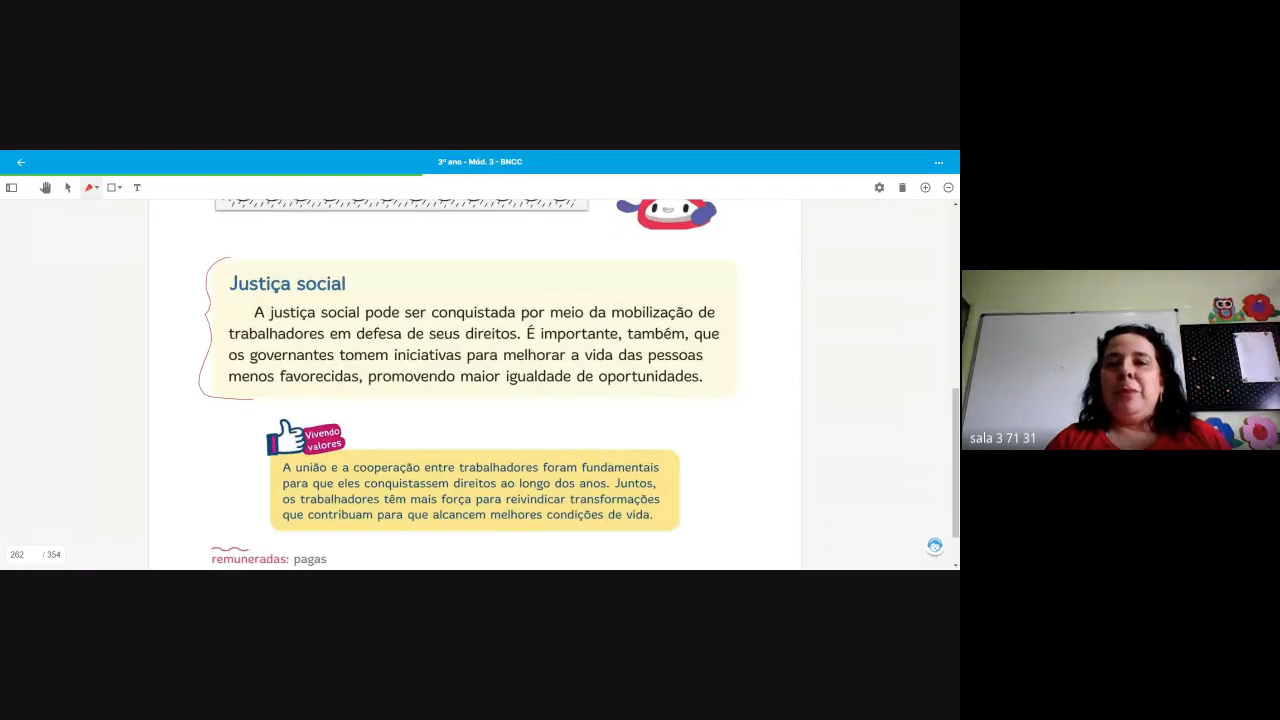 3º ano - Mód. 3 - BNCC
T
Justiça social
A justiça social pode ser conquistada por meio da mobilização de
trabalhadores em defesa de seus direitos. É importante, também, que
os governantes tomem iniciativas para melhorar a vida das pessoas
menos favorecidas, promovendo maior igualdade de oportunidades.
Vivendo
valores
A união e a cooperação entre trabalhadores foram fundamentais
para que eles conquistassem direitos ao longo dos anos. Juntos,
os trabalhadores têm mais força para reivindicar transformações
que contribuam para que alcancem melhores condições de vida.
262 / 354
remuneradas: pagas
sala 3 71 31